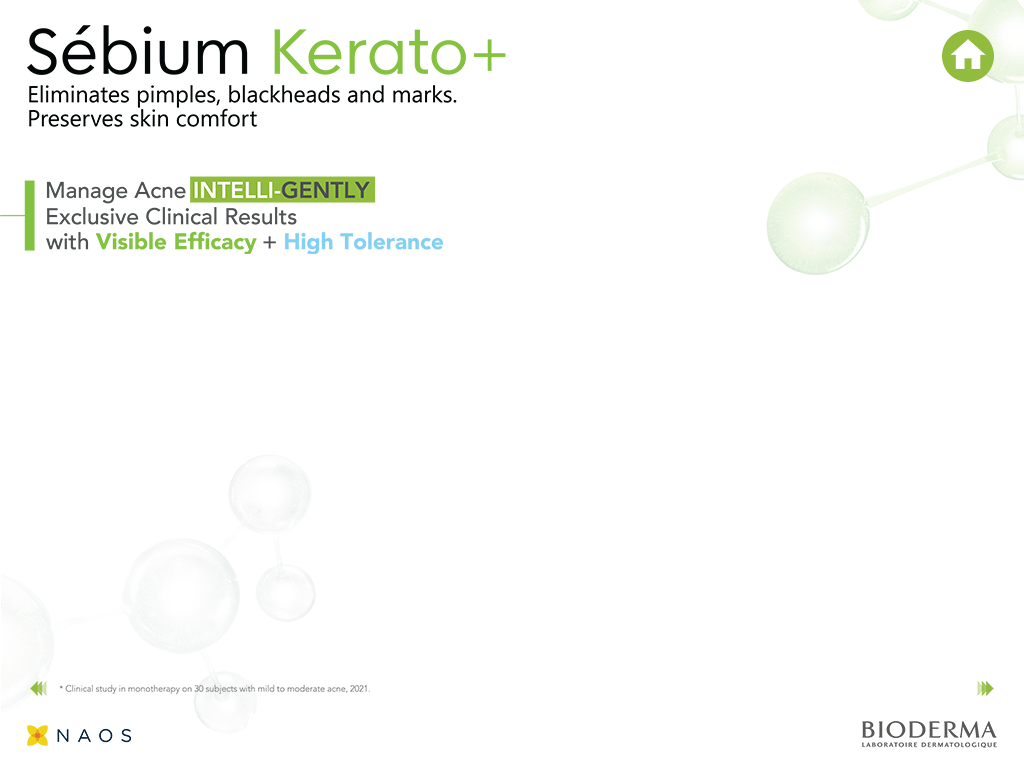 Sébium Kerato+
Eliminates pimples, blackheads and marks.
Preserves skin comfort
Manage Acne INTELLI-GENTLY
Exclusive Clinical Results
with Visible Efficacy + High Tolerance
* Clinical study in monotherapy on 30 subjects with mild to moderate acne, 2021.
NAOS
BIODERMA
LABORATOIRE DERMATOLOGIQUE